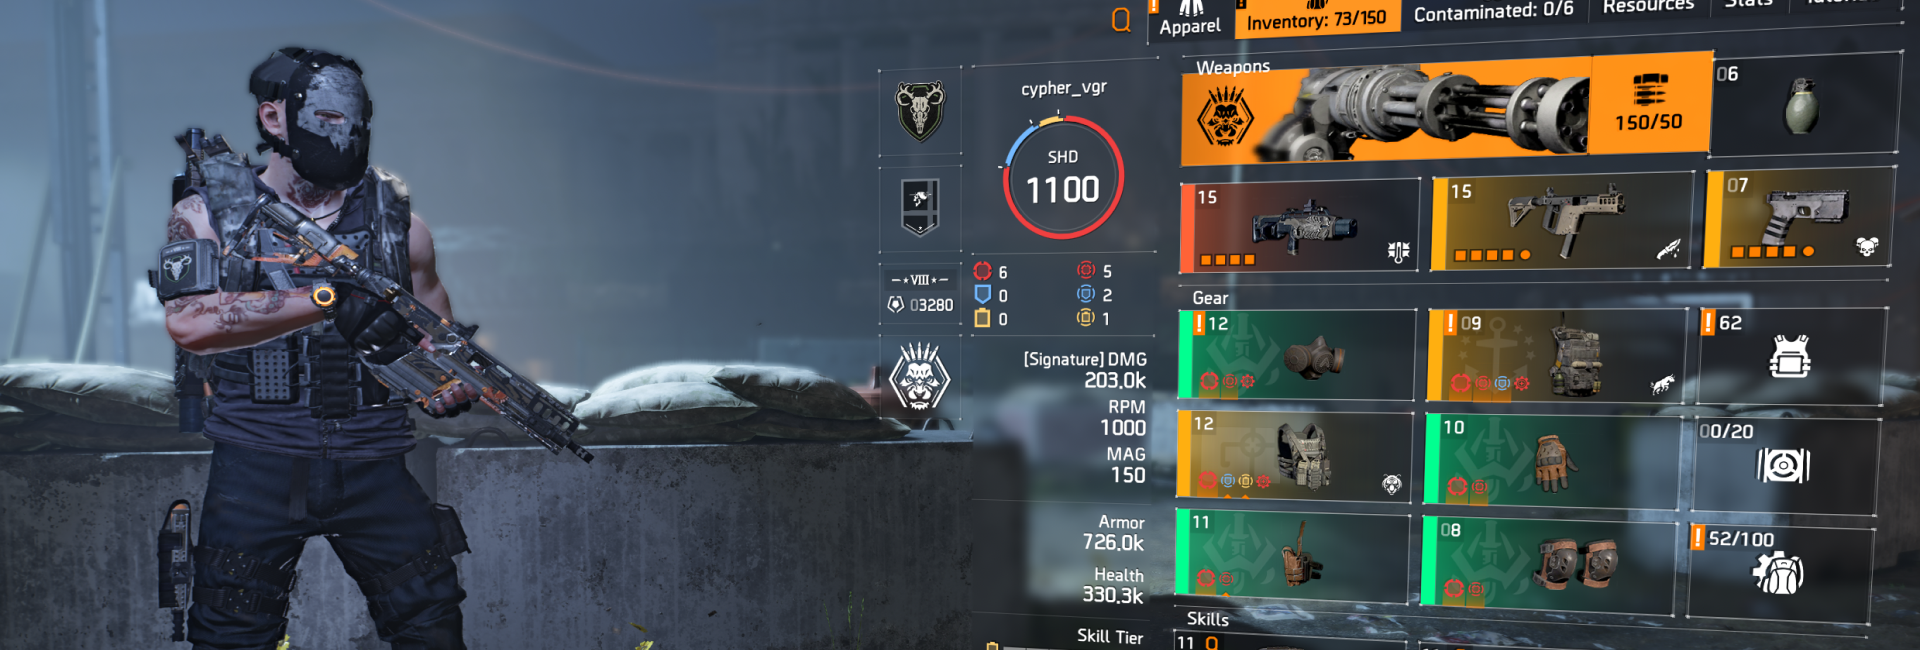 Apparel
Inventory: 73/150
Contaminated: 0/6
Resources
Stats
cypher_vgr
SHD
1100
VIII
03280
6
5
0
2
0
1
[Signature] DMG
203.0k
RPM
1000
MAG
150
Armor
726.0k
Health
330.3k
Skill Tier
Weapons
150/50
06
15
15
07
Gear
12
09
62
12
10
00/20
11
08
52/100
Skills
11